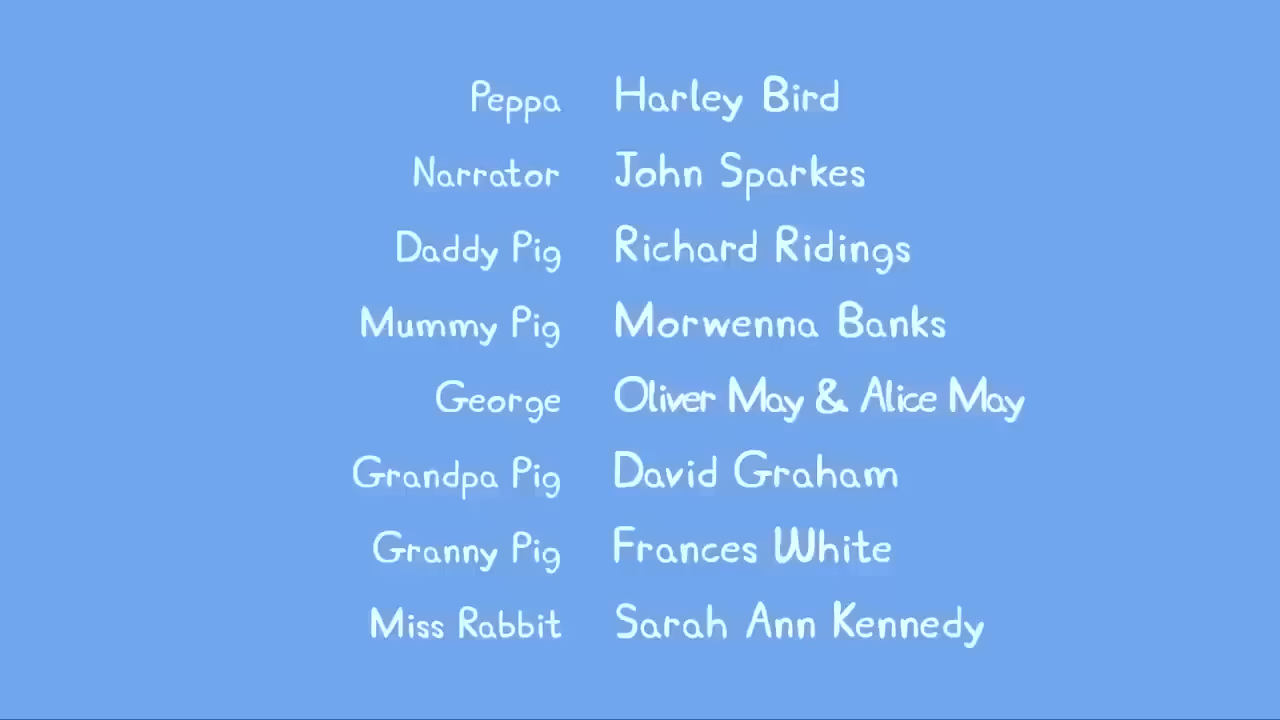 Peppa Harley Bird
Narrator John Sparkes
Daddy Pig Richard Ridings
Mummy Pig Morwenna Banks
George Oliver May & Alice May
Grandpa Pig David Graham
Granny Pig Frances White
Miss Rabbit Sarah Ann Kennedy